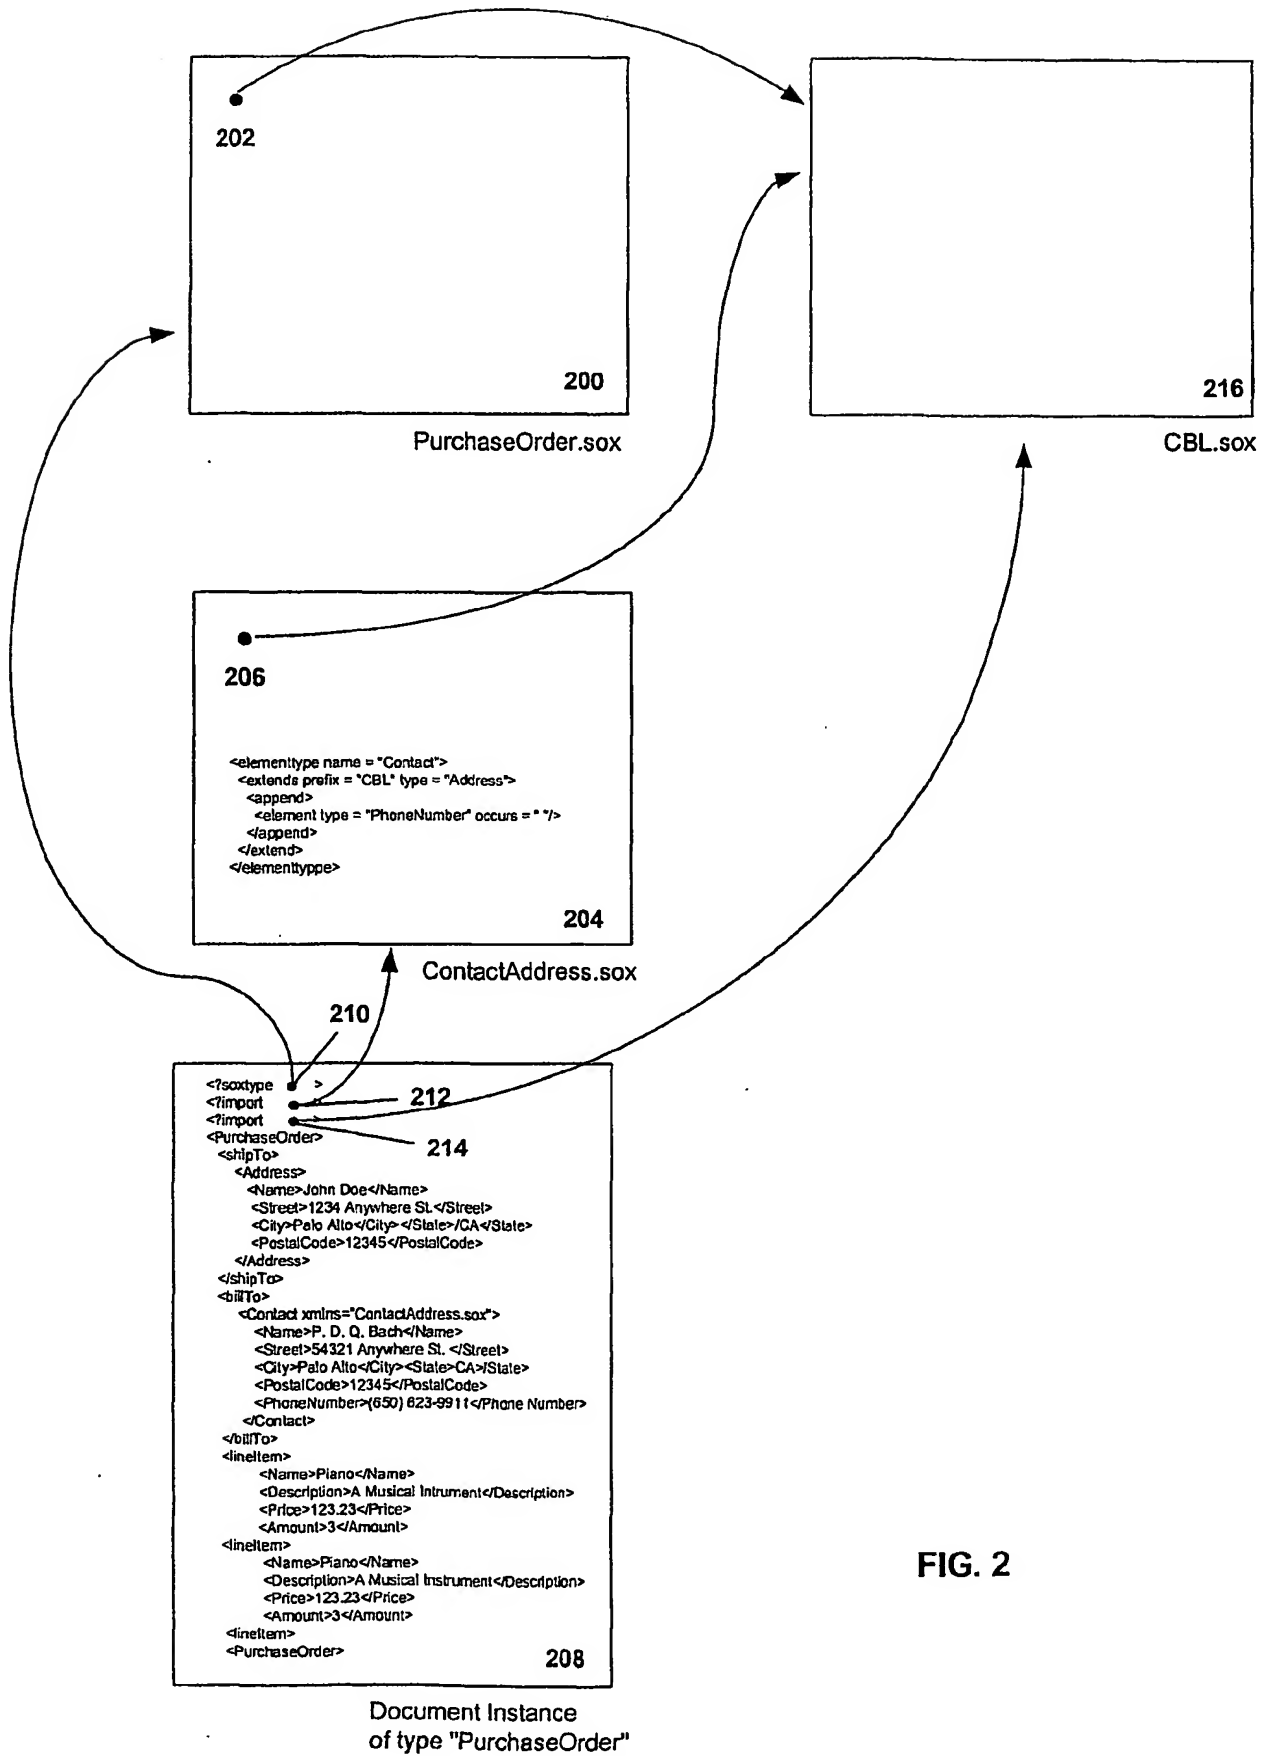 202
200
PurchaseOrder.sox
216
CBL.sox
206
<elementtype name = "Contact">
<extends prefix = "CBL" type = "Address">
<append>
<element type = "PhoneNumber" occurs = " "/>
</append>
</extend>
</elementtyppe>
204
ContactAddress.sox
210
<?soxtype >
<?import >
212
<?import >
214
<PurchaseOrder>
<shipTo>
<Address>
<Name>John Doe</Name>
<Street>1234 Anywhere St.</Street>
<City>Palo Alto</City></State>/CA</State>
<PostalCode>12345</PostalCode>
</Address>
</shipTo>
<billTo>
<Contact xmlns="ContactAddress.sox">
<Name>P. D. Q. Bach</Name>
<Street>54321 Anywhere St. </Street>
<City>Palo Alto</City><State>CA>/State>
<PostalCode>12345</PostalCode>
<PhoneNumber>(650) 623-9911</Phone Number>
</Contact>
</billTo>
<lineItem>
<Name>Piano</Name>
<Description>A Musical Intrument</Description>
<Price>123.23</Price>
<Amount>3</Amount>
<lineItem>
<Name>Piano</Name>
<Description>A Musical Instrument</Description>
<Price>123.23</Price>
<Amount>3</Amount>
<lineItem>
<PurchaseOrder>
208
Document Instance
of type "PurchaseOrder"
FIG. 2